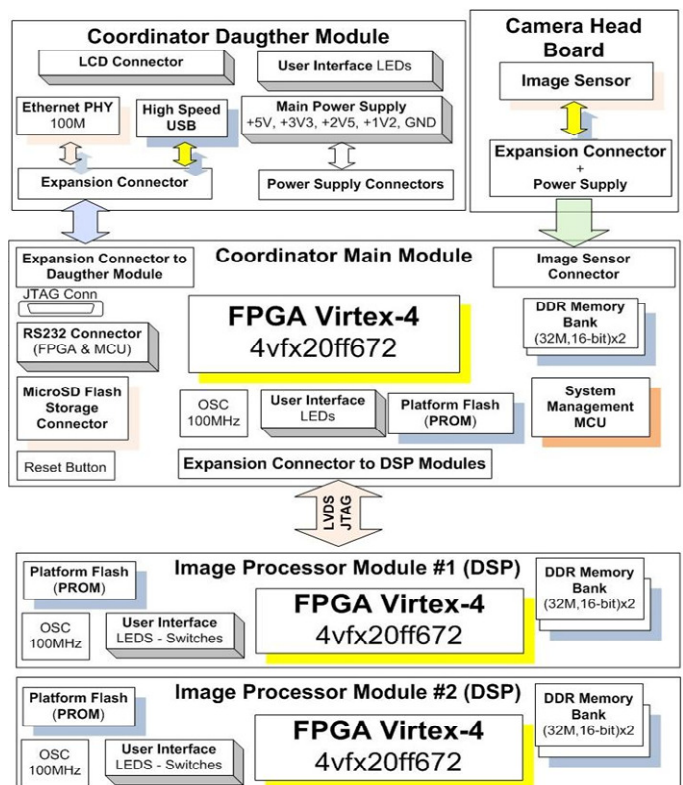 Coordinator Daugther Module
LCD Connector
User Interface LEDs
Ethernet PHY
100M
High Speed
USB
Main Power Supply
+5V, +3V3, +2V5, +1V2, GND
Expansion Connector
Power Supply Connectors
Camera Head
Board
Image Sensor
Expansion Connector
+
Power Supply
Coordinator Main Module
Expansion Connector to
Daugther Module
Image Sensor
Connector
JTAG Conn
RS232 Connector
(FPGA & MCU)
FPGA Virtex-4
4vfx20ff672
DDR Memory
Bank
(32M,16-bit)x2
MicroSD Flash
Storage
Connector
OSC
100MHz
User Interface
LEDs
Platform Flash
(PROM)
System
Management
MCU
Reset Button
Expansion Connector to DSP Modules
LVDS
JTAG
Image Processor Module #1 (DSP)
Platform Flash
(PROM)
OSC
100MHz
User Interface
LEDS - Switches
FPGA Virtex-4
4vfx20ff672
DDR Memory
Bank
(32M,16-bit)x2
Image Processor Module #2 (DSP)
Platform Flash
(PROM)
OSC
100MHz
User Interface
LEDS - Switches
FPGA Virtex-4
4vfx20ff672
DDR Memory
Bank
(32M,16-bit)x2